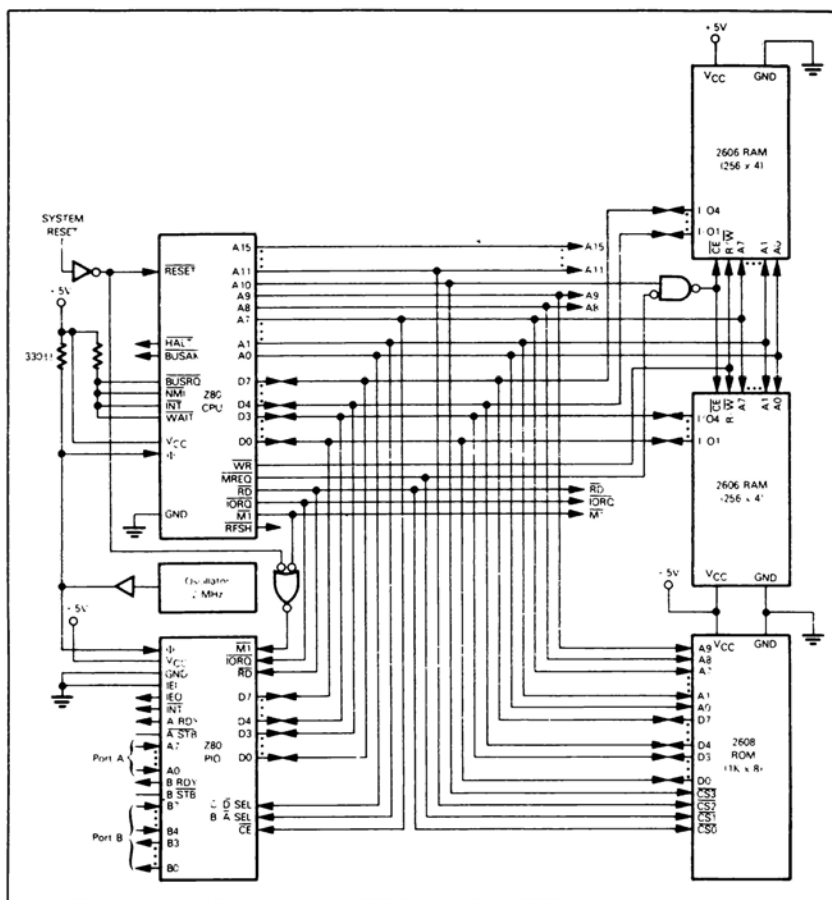 + 5V
VCC GND
2606 RAM
(256 x 4)
I O4
I O1
CE
R W
A7
A1
A0
SYSTEM
RESET
RESET
A15
A11
A10
A9
A8
A7
A1
A0
D7
D4
D3
D0
WR
MREQ
RD
IORQ
M1
RFSH
A15
A11
A9
+ 5V
330Ω
HALT
BUSAK
BUSRQ
NMI
INT
WAIT
Z80
CPU
VCC
Φ
GND
RD
IORQ
CE
R W
A7
A1
A0
I O4
I O1
2606 RAM
(256 x 4)
VCC GND
+ 5V
Oscillator
MHz
+ 5V
Φ
VCC
GND
IEI
IEO
INT
A RDY
A STB
A7
A0
B RDY
B STB
B7
B4
B3
B0
Port A
Port B
Z80
PIO
M1
IORQ
RD
D7
D4
D3
D0
C D SEL
B A SEL
CE
VCC GND
A9
A8
A7
A1
A0
D7
D4
D3
D0
CS3
CS2
CS1
CS0
2608
ROM
(1K x 8)